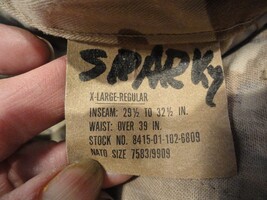 SPARKY
X-LARGE-REGULAR
INSEAM: 29½ TO 32½ IN.
WAIST: OVER 39 IN.
STOCK NO. 8415-01-102-6809
NATO SIZE 7583/9909